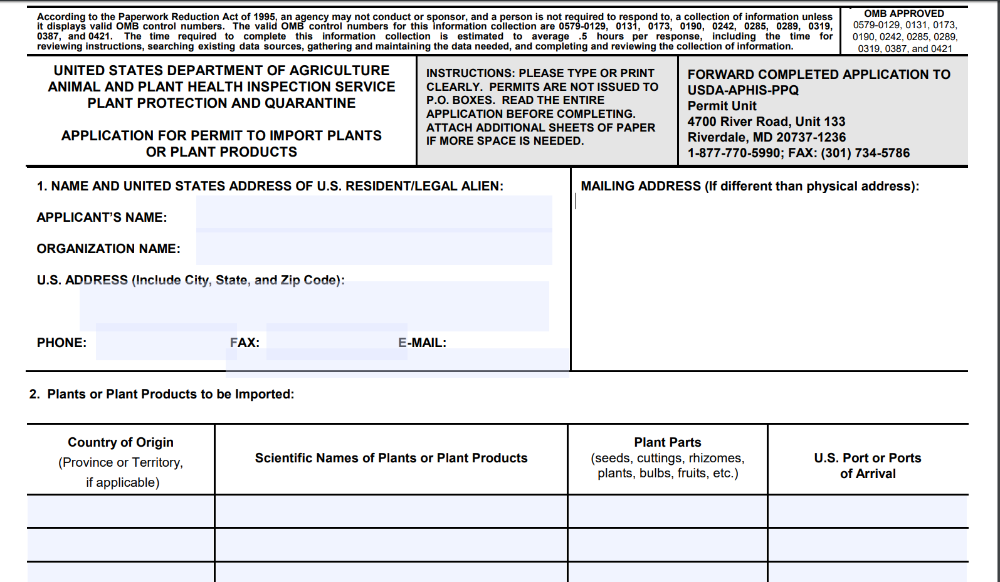 According to the Paperwork Reduction Act of 1995, an agency may not conduct or sponsor, and a person is not required to respond to, a collection of information unless
it displays valid OMB control numbers. The valid OMB control numbers for this information collection are 0579-0129, 0131, 0173, 0190, 0242, 0285, 0289, 0319,
0387, and 0421. The time required to complete this information collection is estimated to average .5 hours per response, including the time for
reviewing instructions, searching existing data sources, gathering and maintaining the data needed, and completing and reviewing the collection of information.
OMB APPROVED
0579-0129, 0131, 0173,
0190, 0242, 0285, 0289,
0319, 0387, and 0421
UNITED STATES DEPARTMENT OF AGRICULTURE
ANIMAL AND PLANT HEALTH INSPECTION SERVICE
PLANT PROTECTION AND QUARANTINE
APPLICATION FOR PERMIT TO IMPORT PLANTS
OR PLANT PRODUCTS
INSTRUCTIONS: PLEASE TYPE OR PRINT
CLEARLY. PERMITS ARE NOT ISSUED TO
P.O. BOXES. READ THE ENTIRE
APPLICATION BEFORE COMPLETING.
ATTACH ADDITIONAL SHEETS OF PAPER
IF MORE SPACE IS NEEDED.
FORWARD COMPLETED APPLICATION TO
USDA-APHIS-PPQ
Permit Unit
4700 River Road, Unit 133
Riverdale, MD 20737-1236
1-877-770-5990; FAX: (301) 734-5786
1. NAME AND UNITED STATES ADDRESS OF U.S. RESIDENT/LEGAL ALIEN:
APPLICANT'S NAME:
ORGANIZATION NAME:
U.S. ADDRESS (Include City, State, and Zip Code):
PHONE: FAX: E-MAIL:
MAILING ADDRESS (If different than physical address):
2. Plants or Plant Products to be Imported:
Country of Origin
(Province or Territory,
if applicable)
Scientific Names of Plants or Plant Products
Plant Parts
(seeds, cuttings, rhizomes,
plants, bulbs, fruits, etc.)
U.S. Port or Ports
of Arrival